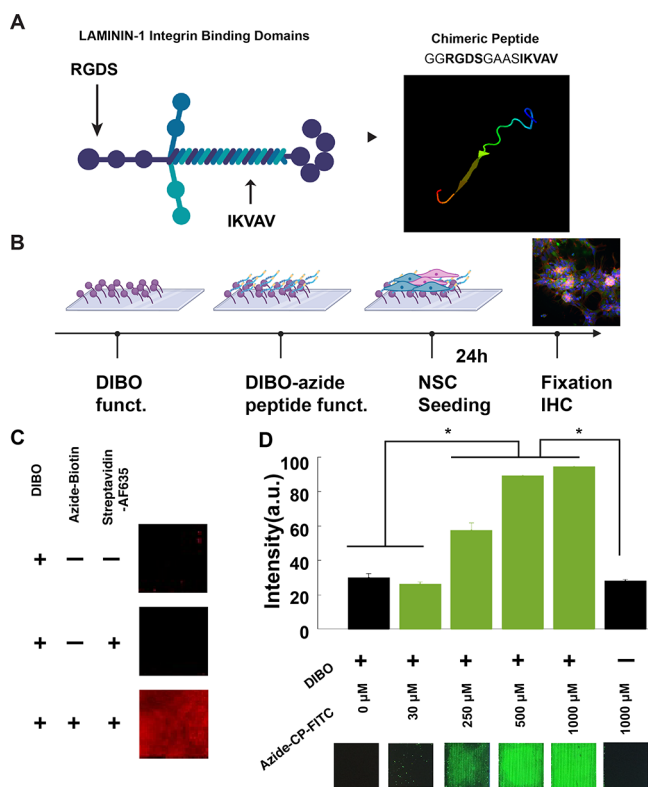 A
LAMININ-1 Integrin Binding Domains
RGDS
IKVAV
Chimeric Peptide
GGRGDSGAASIKVAV
B
24h
DIBO
funct.
DIBO-azide
peptide funct.
NSC
Seeding
Fixation
IHC
C
DIBO
Azide-Biotin
Streptavidin
-AF635
+ − −
+ − +
+ + +
D
* *
Intensity(a.u.)
100
80
60
40
20
0
DIBO
+ + + + + −
Azide-CP-FITC
0 µM
30 µM
250 µM
500 µM
1000 µM
1000 µM